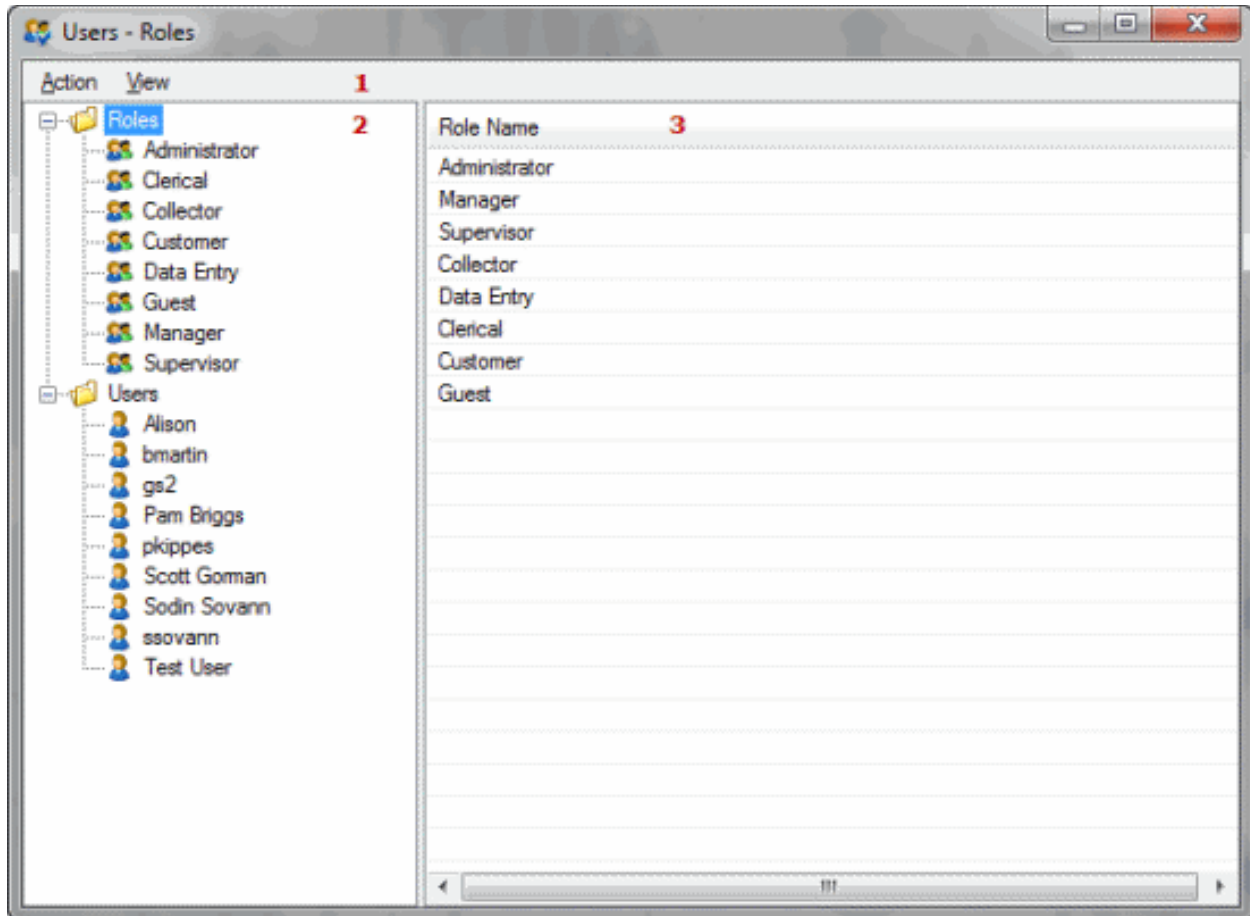 Users - Roles
Action View 1
Roles 2
Administrator
Clerical
Collector
Customer
Data Entry
Guest
Manager
Supervisor
Users
Alison
bmartin
gs2
Pam Briggs
pkippes
Scott Gorman
Sodin Sovann
ssovann
Test User
Role Name 3
Administrator
Manager
Supervisor
Collector
Data Entry
Clerical
Customer
Guest